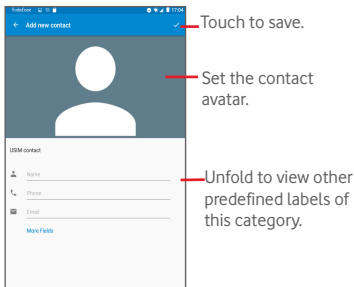 Vodafone 17:04
Add new contact
Touch to save.
Set the contact
avatar.
USIM contact
Name
Phone
Email
More Fields
Unfold to view other
predefined labels of
this category.